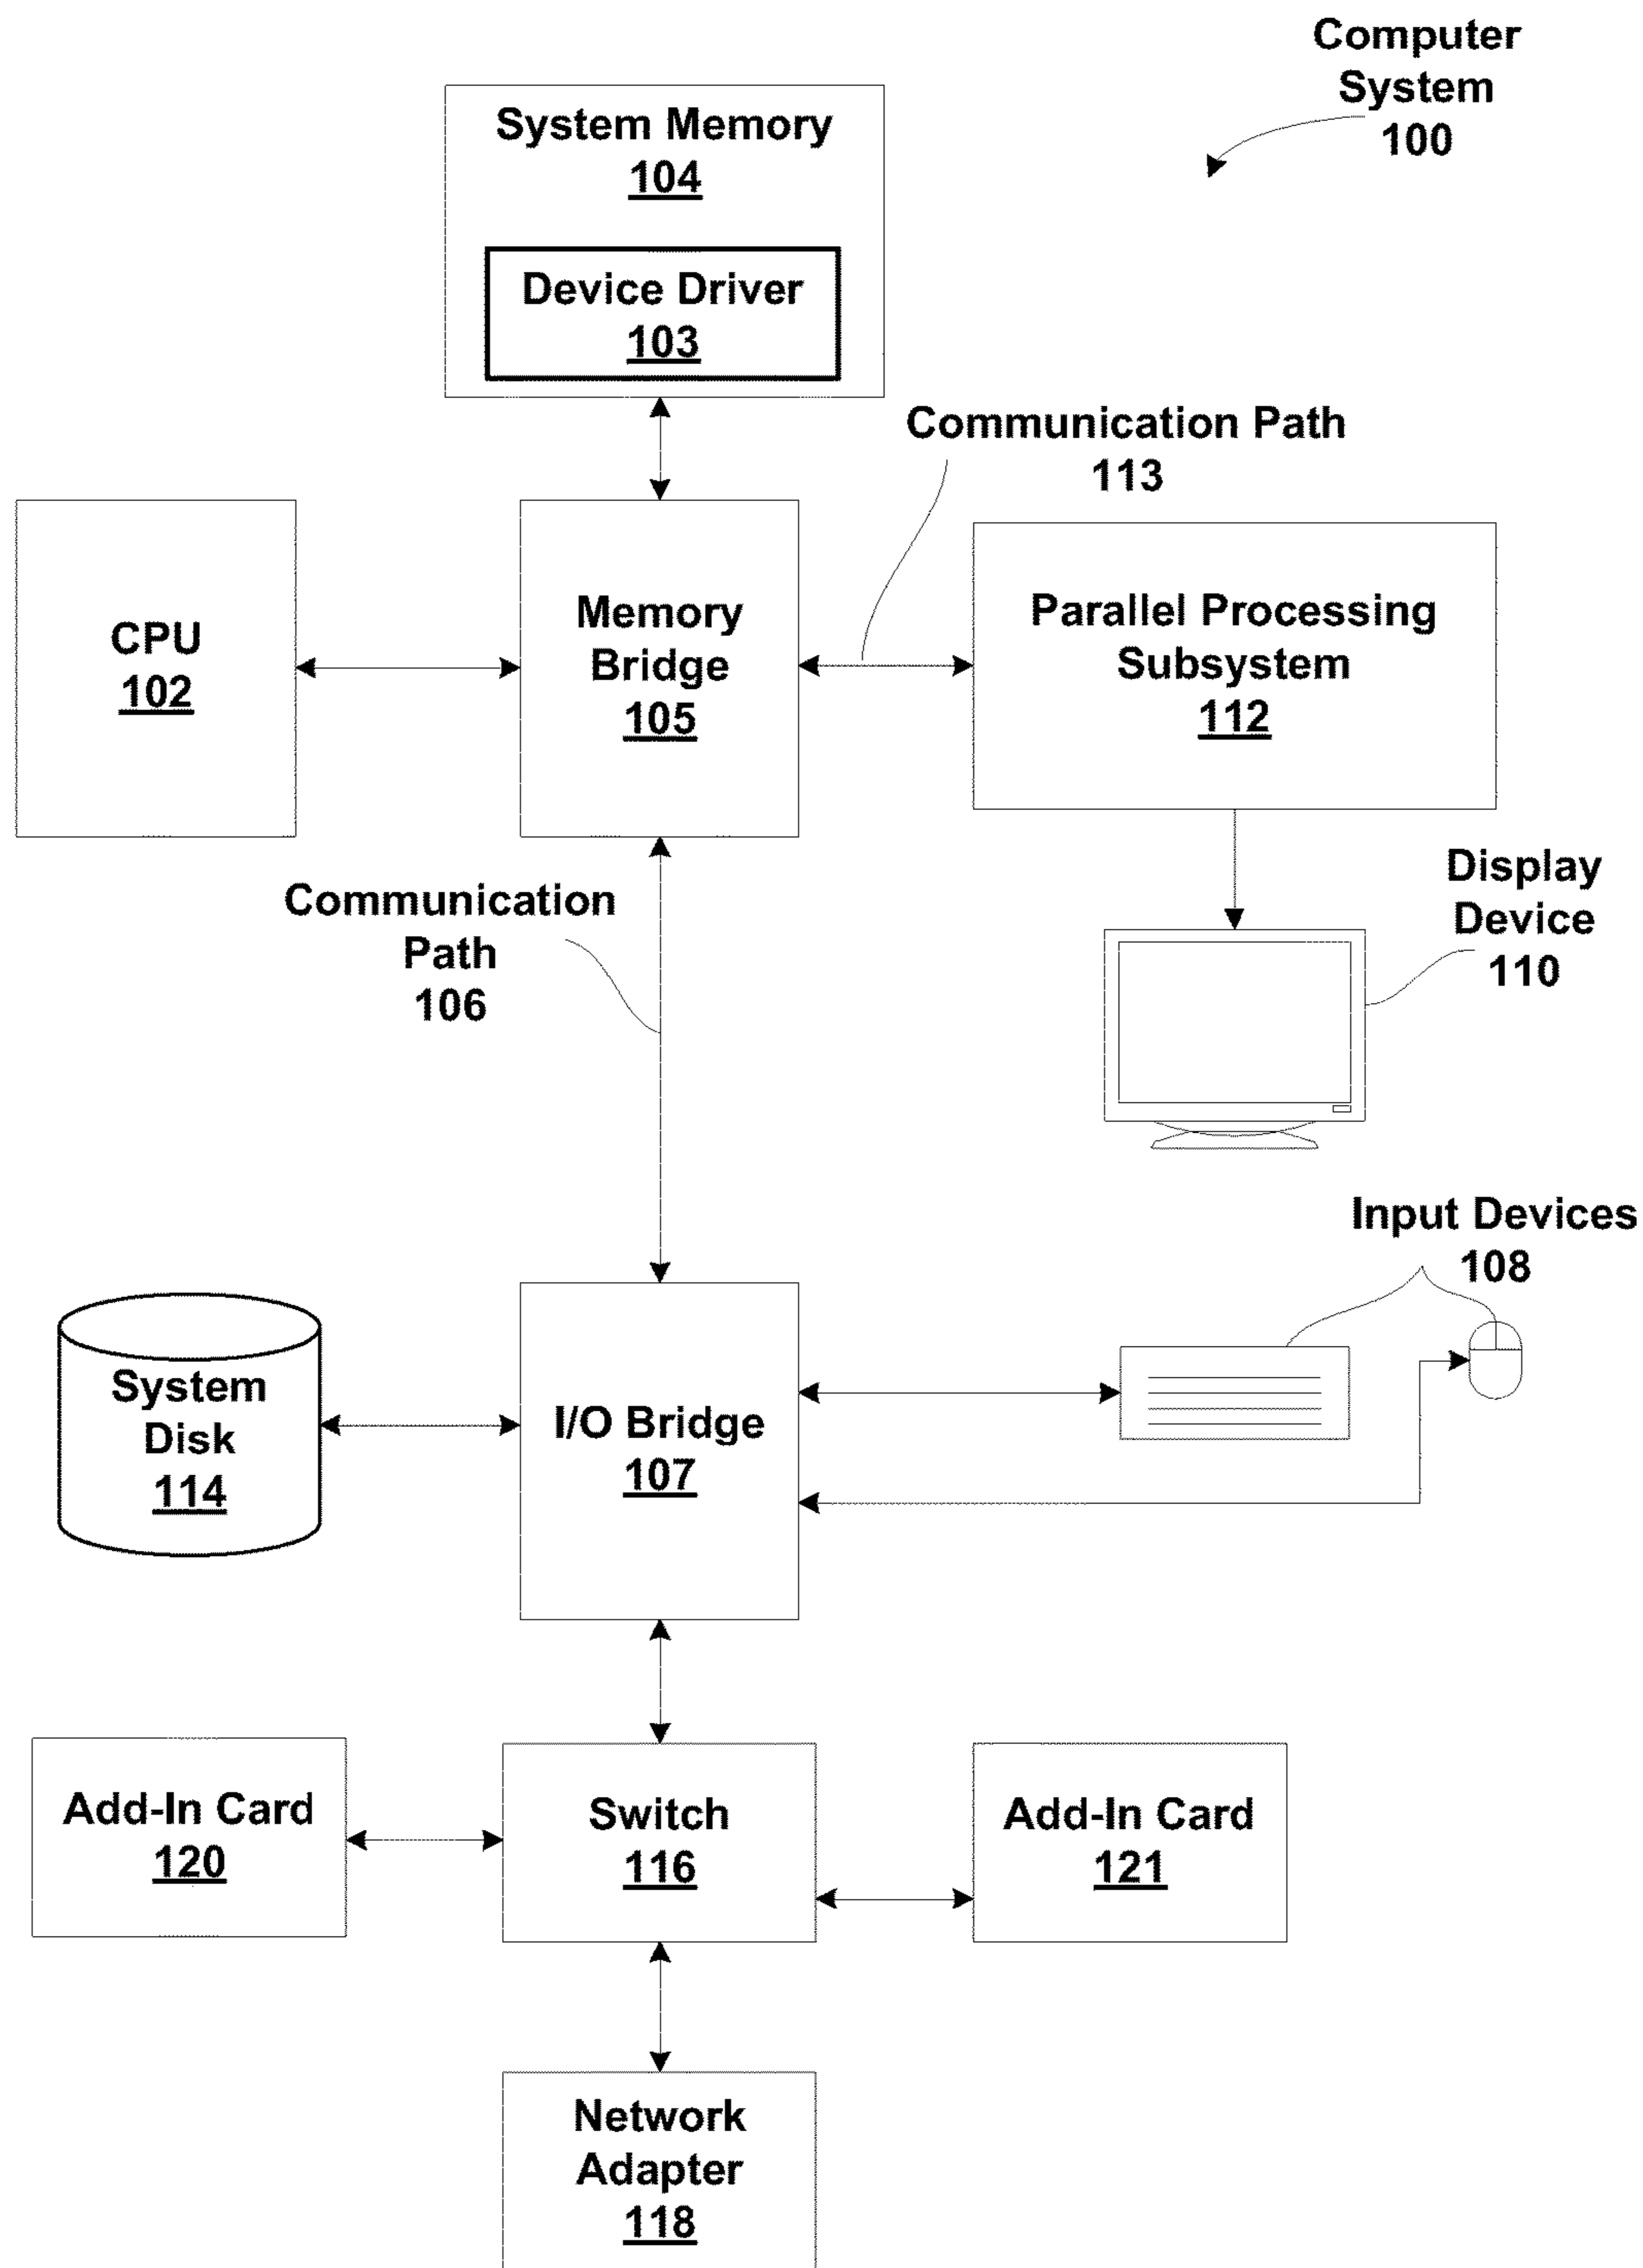 Computer
System
100
System Memory
104
Device Driver
103
Communication Path
113
CPU
102
Memory
Bridge
105
Parallel Processing
Subsystem
112
Communication
Path
106
Display
Device
110
Input Devices
108
System
Disk
114
I/O Bridge
107
Add-In Card
120
Switch
116
Add-In Card
121
Network
Adapter
118